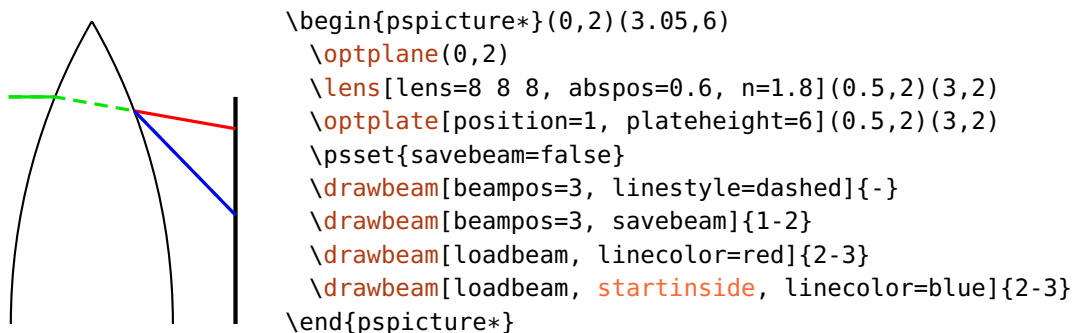 \begin{pspicture*}(0,2)(3.05,6)
  \optplane(0,2)
  \lens[lens=8 8 8, abspos=0.6, n=1.8](0.5,2)(3,2)
  \optplate[position=1, plateheight=6](0.5,2)(3,2)
  \psset{savebeam=false}
  \drawbeam[beampos=3, linestyle=dashed]{-}
  \drawbeam[beampos=3, savebeam]{1-2}
  \drawbeam[loadbeam, linecolor=red]{2-3}
  \drawbeam[loadbeam, startinside, linecolor=blue]{2-3}
\end{pspicture*}